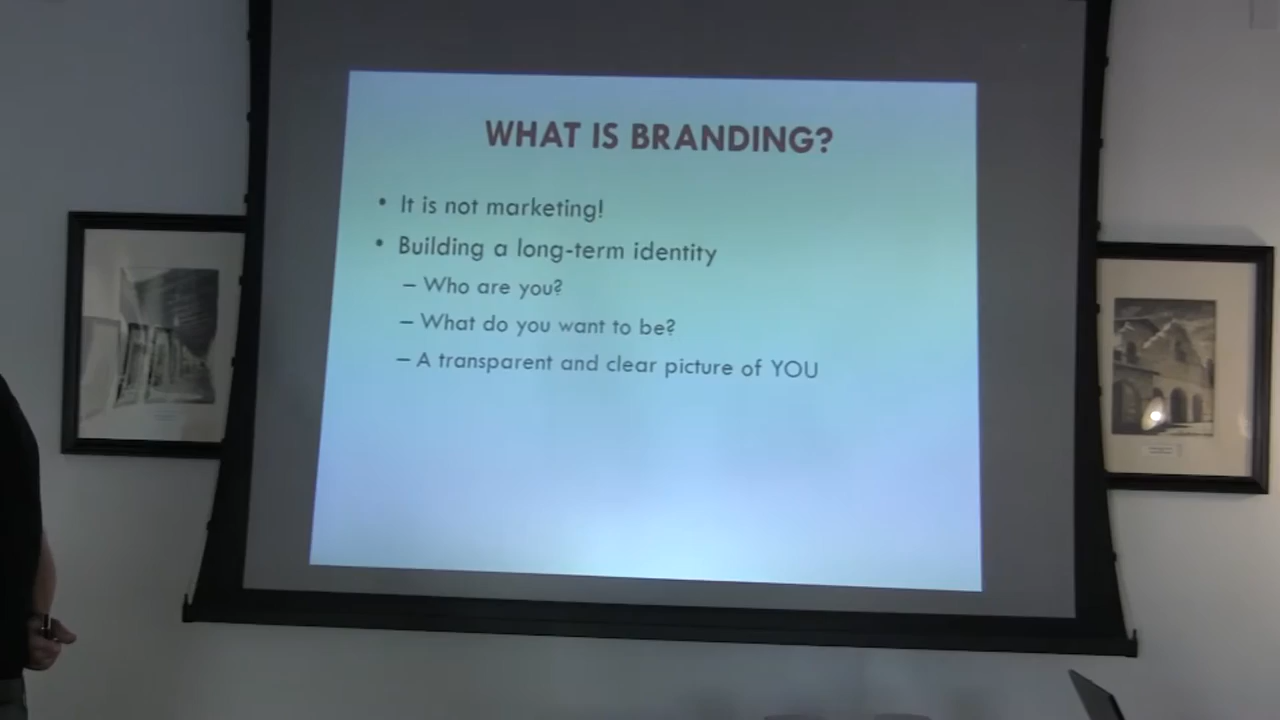 WHAT IS BRANDING?
• It is not marketing!
• Building a long-term identity
– Who are you?
– What do you want to be?
– A transparent and clear picture of YOU